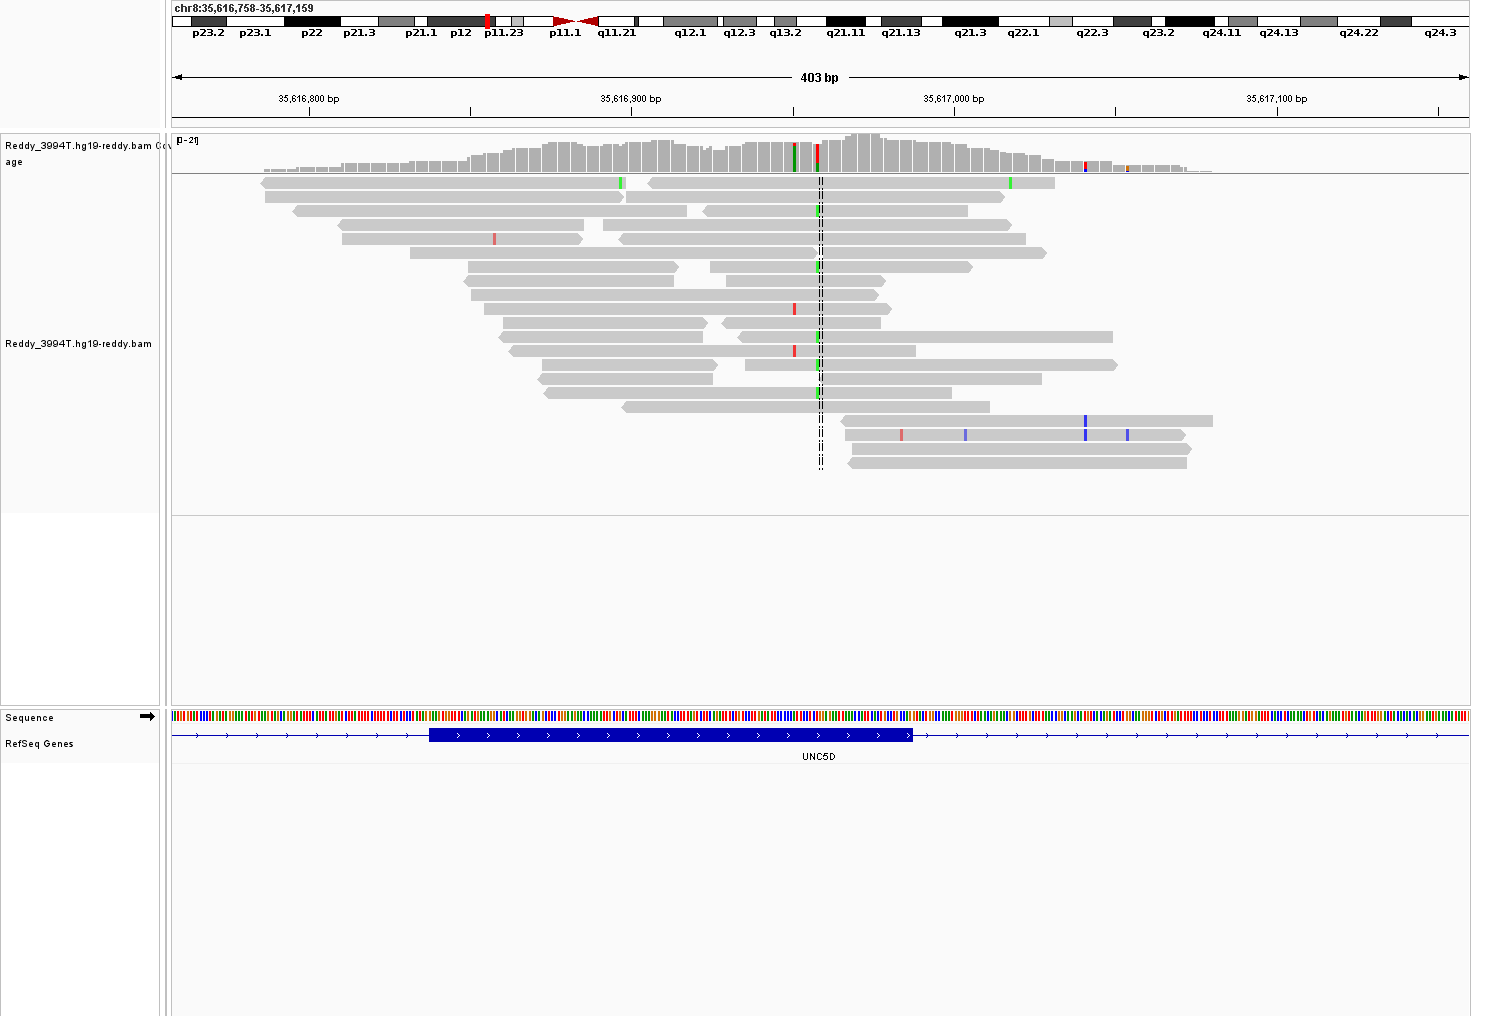 chr8:35,616,758-35,617,159
p23.2 p23.1 p22 p21.3 p21.1 p12 p11.23 p11.1 q11.21 q12.1 q12.3 q13.2 q21.11 q21.13 q21.3 q22.1 q22.3 q23.2 q24.11 q24.13 q24.22 q24.3
403 bp
35,616,800 bp 35,616,900 bp 35,617,000 bp 35,617,100 bp
[0-21]
Reddy_3994T.hg19-reddy.bam Cov
age
Reddy_3994T.hg19-reddy.bam
Sequence
RefSeq Genes
UNC5D